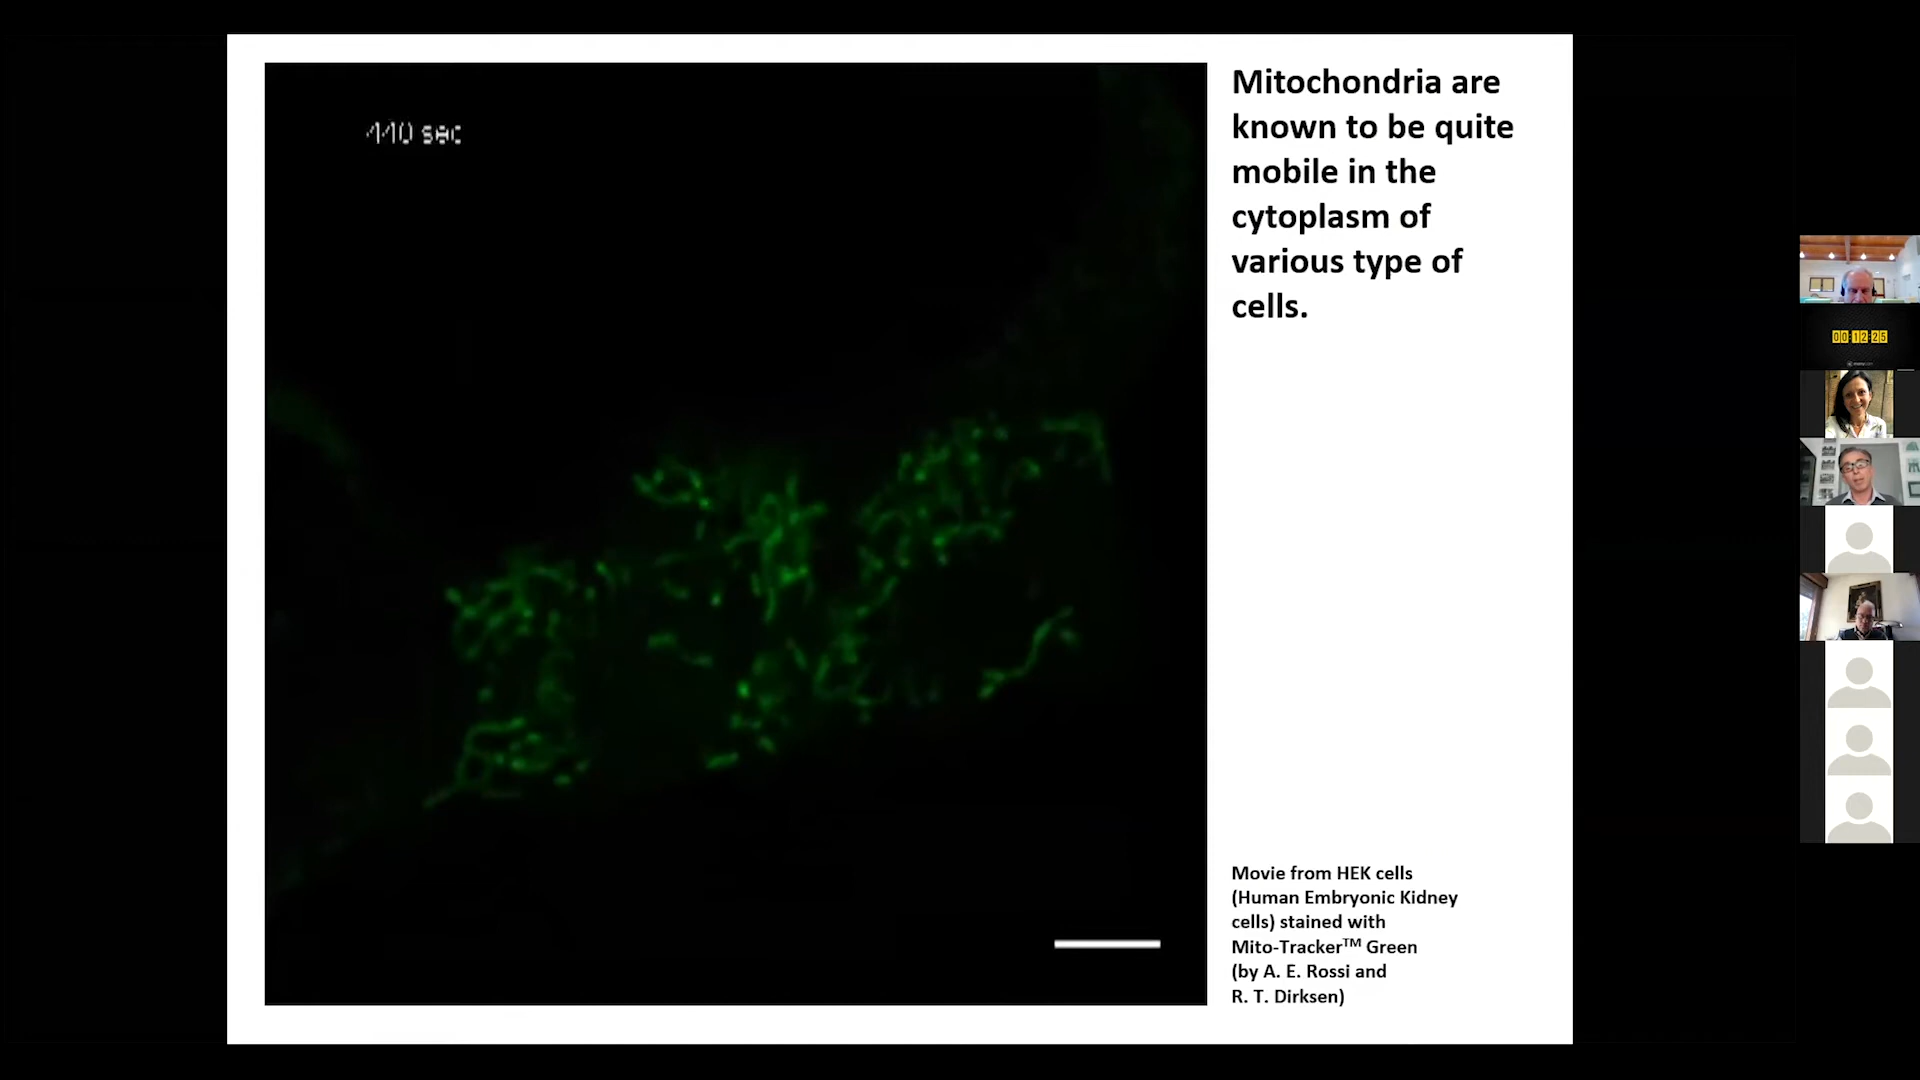 440 sec
Mitochondria are
known to be quite
mobile in the
cytoplasm of
various type of
cells.
Movie from HEK cells
(Human Embryonic Kidney
cells) stained with
Mito-Tracker™ Green
(by A. E. Rossi and
R. T. Dirksen)
00:12:25